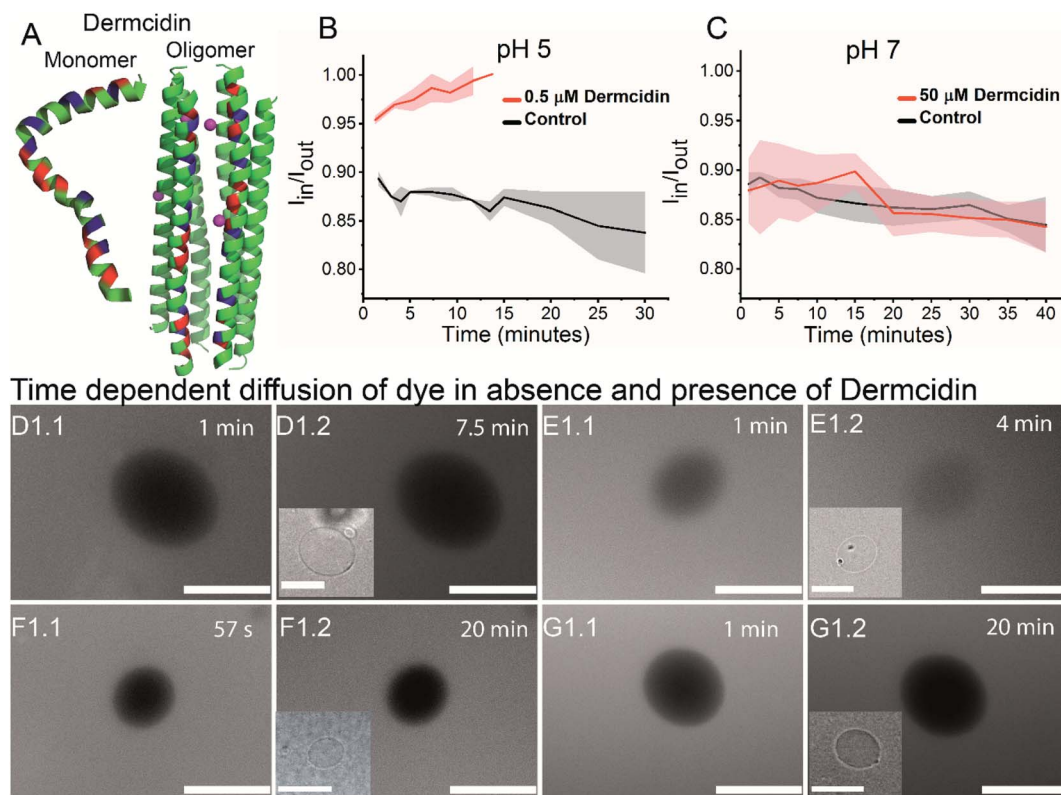 A
Dermcidin
Monomer
Oligomer
B
pH 5
1.00
0.95
0.90
0.85
0.80
I_in/I_out
0.5 μM Dermcidin
Control
0 5 10 15 20 25 30
Time (minutes)
C
pH 7
1.00
0.95
0.90
0.85
0.80
I_in/I_out
50 μM Dermcidin
Control
0 5 10 15 20 25 30 35 40
Time (minutes)
Time dependent diffusion of dye in absence and presence of Dermcidin
D1.1 1 min
D1.2 7.5 min
E1.1 1 min
E1.2 4 min
F1.1 57 s
F1.2 20 min
G1.1 1 min
G1.2 20 min